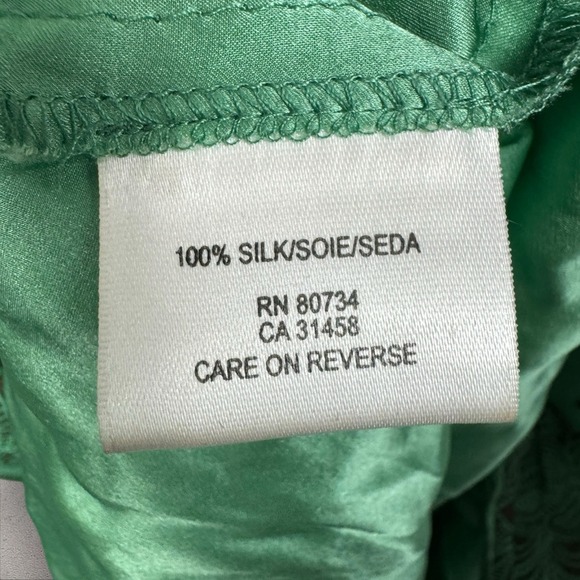 100% SILK/SOIE/SEDA
RN 80734
CA 31458
CARE ON REVERSE